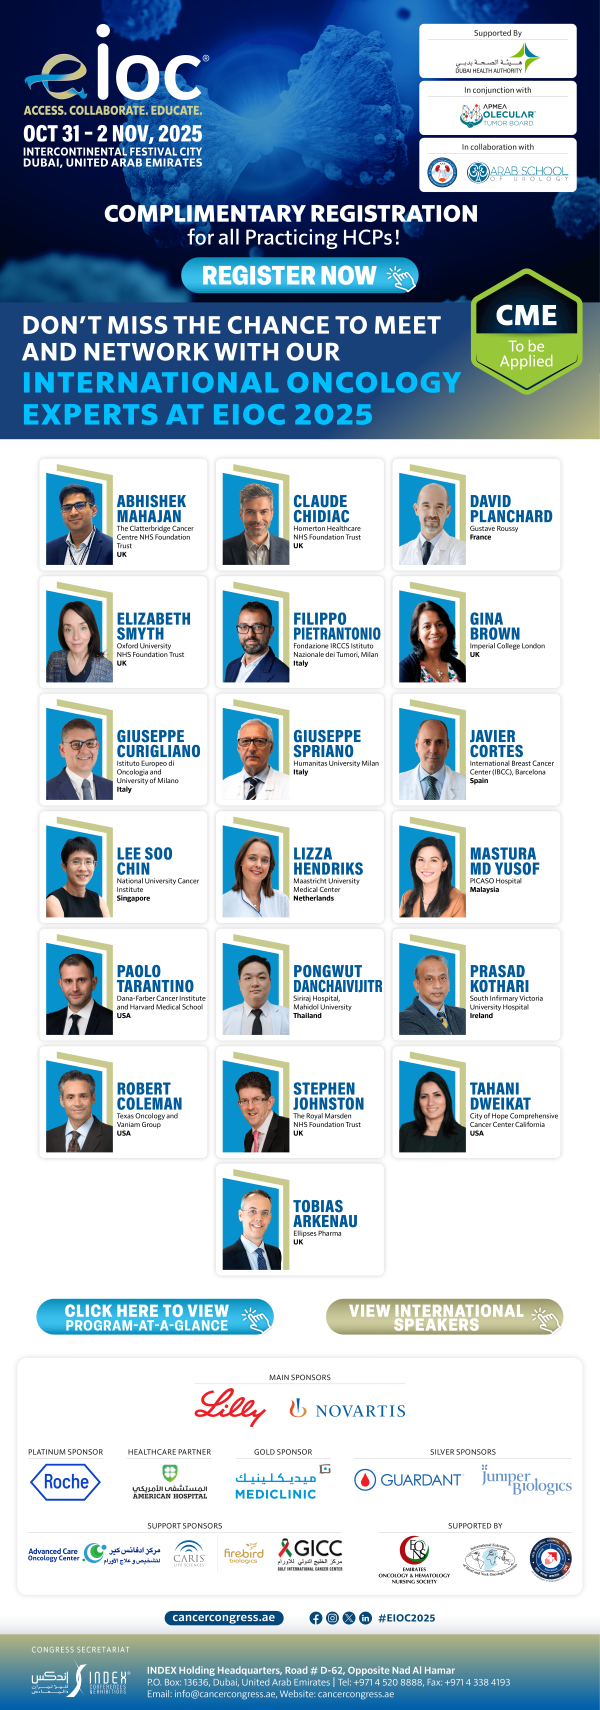 eioc®
ACCESS. COLLABORATE. EDUCATE.
OCT 31 – 2 NOV, 2025
INTERCONTINENTAL FESTIVAL CITY
DUBAI, UNITED ARAB EMIRATES
Supported By
هيئة الصحة بدبي
DUBAI HEALTH AUTHORITY
In conjunction with
APMEA
OLECULAR
TUMOR BOARD
In collaboration with
ARAB SCHOOL
OF UROLOGY
COMPLIMENTARY REGISTRATION
for all Practicing HCPs!
REGISTER NOW
CME
To be
Applied
DON'T MISS THE CHANCE TO MEET
AND NETWORK WITH OUR
INTERNATIONAL ONCOLOGY
EXPERTS AT EIOC 2025
ABHISHEK
MAHAJAN
The Clatterbridge Cancer
Centre NHS Foundation
Trust
UK
CLAUDE
CHIDIAC
Homerton Healthcare
NHS Foundation Trust
UK
DAVID
PLANCHARD
Gustave Roussy
France
ELIZABETH
SMYTH
Oxford University
NHS Foundation Trust
UK
FILIPPO
PIETRANTONIO
Fondazione IRCCS Istituto
Nazionale dei Tumori, Milan
Italy
GINA
BROWN
Imperial College London
UK
GIUSEPPE
CURIGLIANO
Istituto Europeo di
Oncologia and
University of Milano
Italy
GIUSEPPE
SPRIANO
Humanitas University Milan
Italy
JAVIER
CORTES
International Breast Cancer
Center (IBCC), Barcelona
Spain
LEE SOO
CHIN
National University Cancer
Institute
Singapore
LIZZA
HENDRIKS
Maastricht University
Medical Center
Netherlands
MASTURA
MD YUSOF
PICASO Hospital
Malaysia
PAOLO
TARANTINO
Dana-Farber Cancer Institute
and Harvard Medical School
USA
PONGWUT
DANCHAIVIJITR
Siriraj Hospital,
Mahidol University
Thailand
PRASAD
KOTHARI
South Infirmary Victoria
University Hospital
Ireland
ROBERT
COLEMAN
Texas Oncology and
Vaniam Group
USA
STEPHEN
JOHNSTON
The Royal Marsden
NHS Foundation Trust
UK
TAHANI
DWEIKAT
City of Hope Comprehensive
Cancer Center California
USA
TOBIAS
ARKENAU
Ellipses Pharma
UK
CLICK HERE TO VIEW
PROGRAM-AT-A-GLANCE
VIEW INTERNATIONAL
SPEAKERS
MAIN SPONSORS
Lilly
NOVARTIS
PLATINUM SPONSOR
Roche
HEALTHCARE PARTNER
المستشفى الأمريكي
AMERICAN HOSPITAL
GOLD SPONSOR
ميديكلينيك
MEDICLINIC
SILVER SPONSORS
GUARDANT
Juniper
Biologics
SUPPORT SPONSORS
Advanced Care
Oncology Center
مركز ادفانس كير
للتشخيص و علاج الأورام
CARIS
LIFE SCIENCES
firebird
biologics
GICC
مركز الخليج الدولي للأورام
GULF INTERNATIONAL CANCER CENTER
SUPPORTED BY
EONS
EMIRATES
ONCOLOGY & HEMATOLOGY
NURSING SOCIETY
cancercongress.ae
#EIOC2025
CONGRESS SECRETARIAT
إندكس
INDEX®
CONFERENCES
& EXHIBITIONS
INDEX Holding Headquarters, Road # D-62, Opposite Nad Al Hamar
P.O. Box: 13636, Dubai, United Arab Emirates | Tel: +971 4 520 8888, Fax: +971 4 338 4193
Email: info@cancercongress.ae, Website: cancercongress.ae